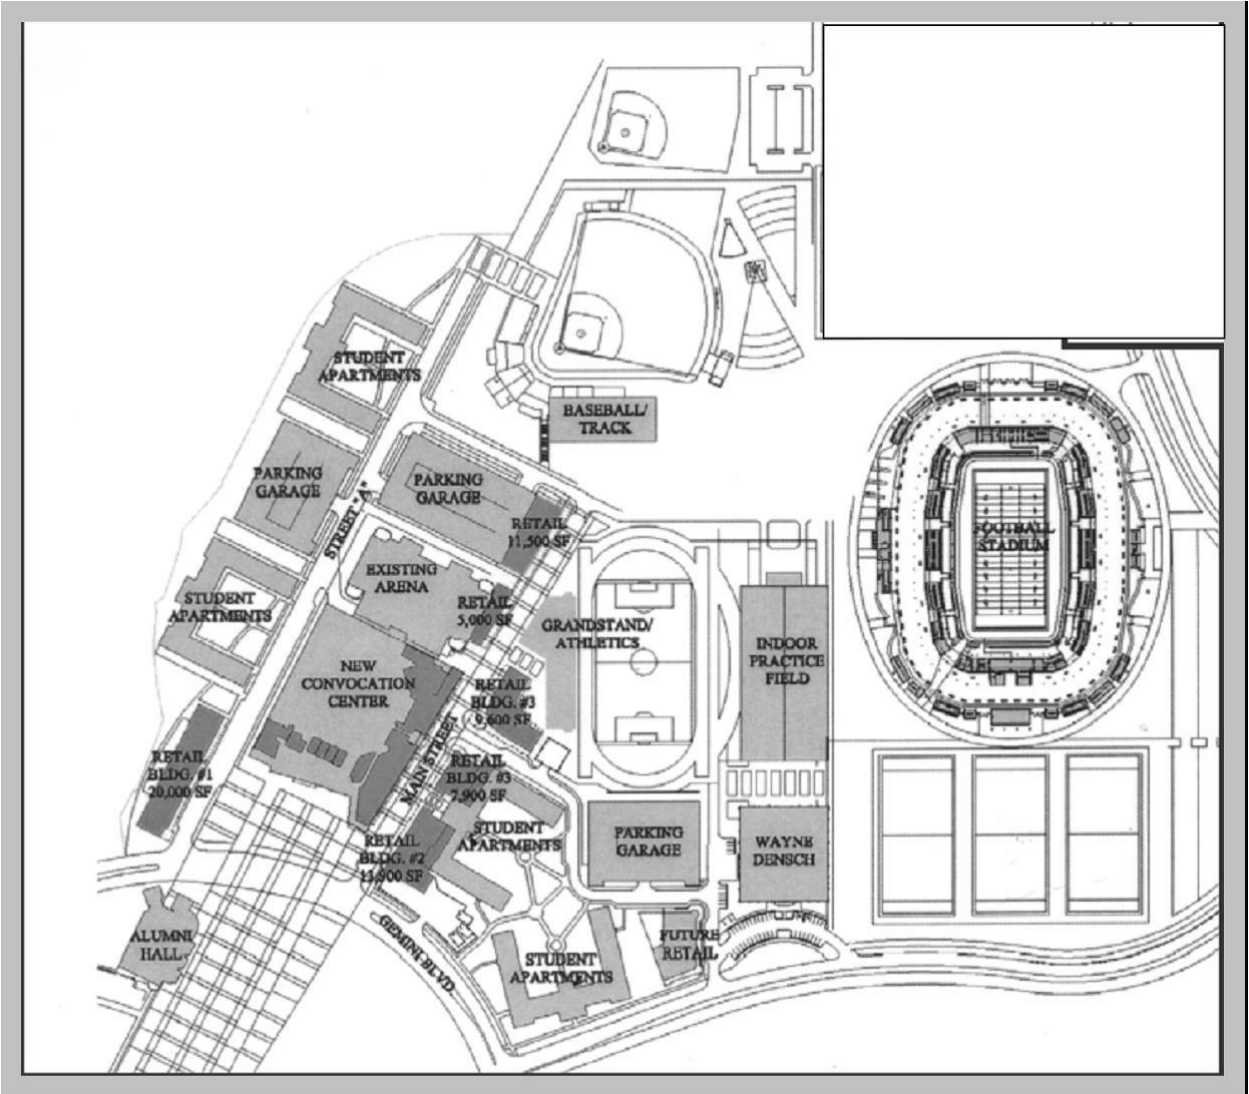 STUDENT
APARTMENTS
BASEBALL/
TRACK
PARKING
GARAGE
PARKING
GARAGE
STREET "A"
RETAIL
11,500 SF
FOOTBALL
STADIUM
EXISTING
ARENA
STUDENT
APARTMENTS
RETAIL
5,000 SF
GRANDSTAND/
ATHLETICS
INDOOR
PRACTICE
FIELD
NEW
CONVOCATION
CENTER
RETAIL
BLDG. #3
9,600 SF
MAIN STREET
RETAIL
BLDG. #1
20,000 SF
RETAIL
BLDG. #3
7,900 SF
STUDENT
APARTMENTS
PARKING
GARAGE
WAYNE
DENSCH
RETAIL
BLDG. #2
13,900 SF
ALUMNI
HALL
GEMINI BLVD.
STUDENT
APARTMENTS
FUTURE
RETAIL